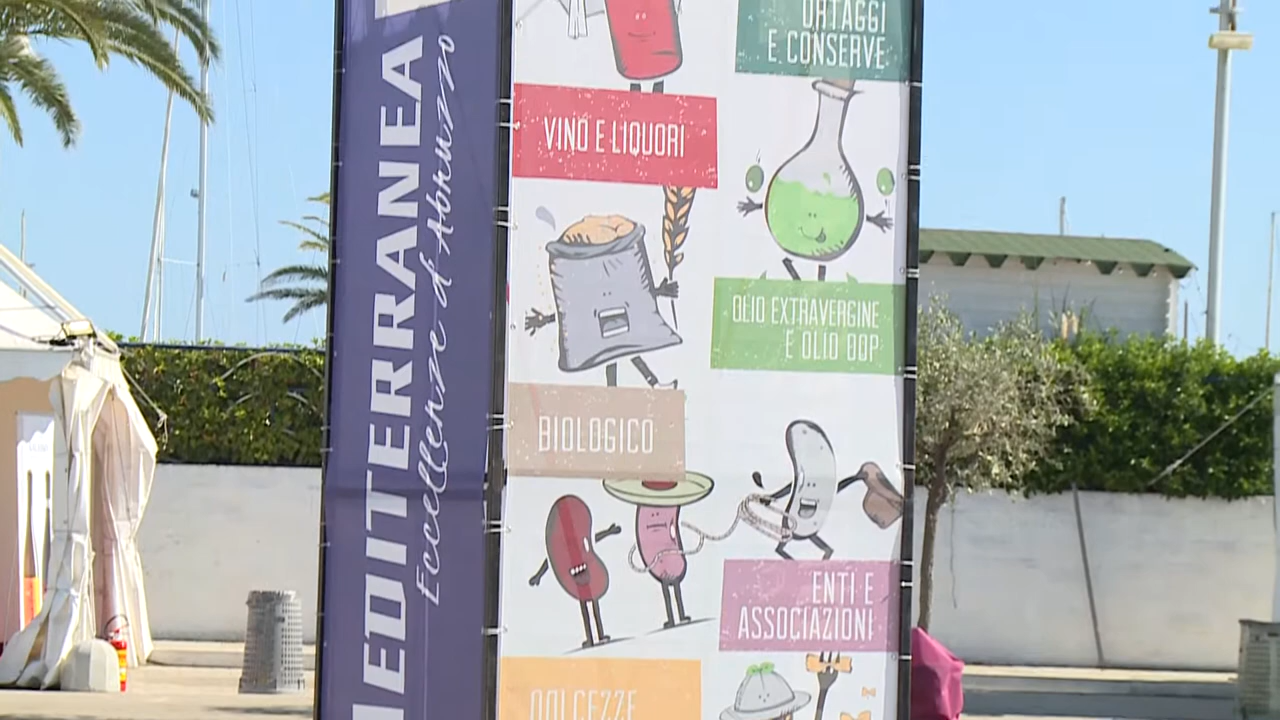 EDITERRANEA
Eccellenze d'Abruzzo
ORTAGGI
E CONSERVE
VINO E LIQUORI
OLIO EXTRAVERGINE
E OLIO DOP
BIOLOGICO
ENTI E
ASSOCIAZIONI
DOLCEZZE